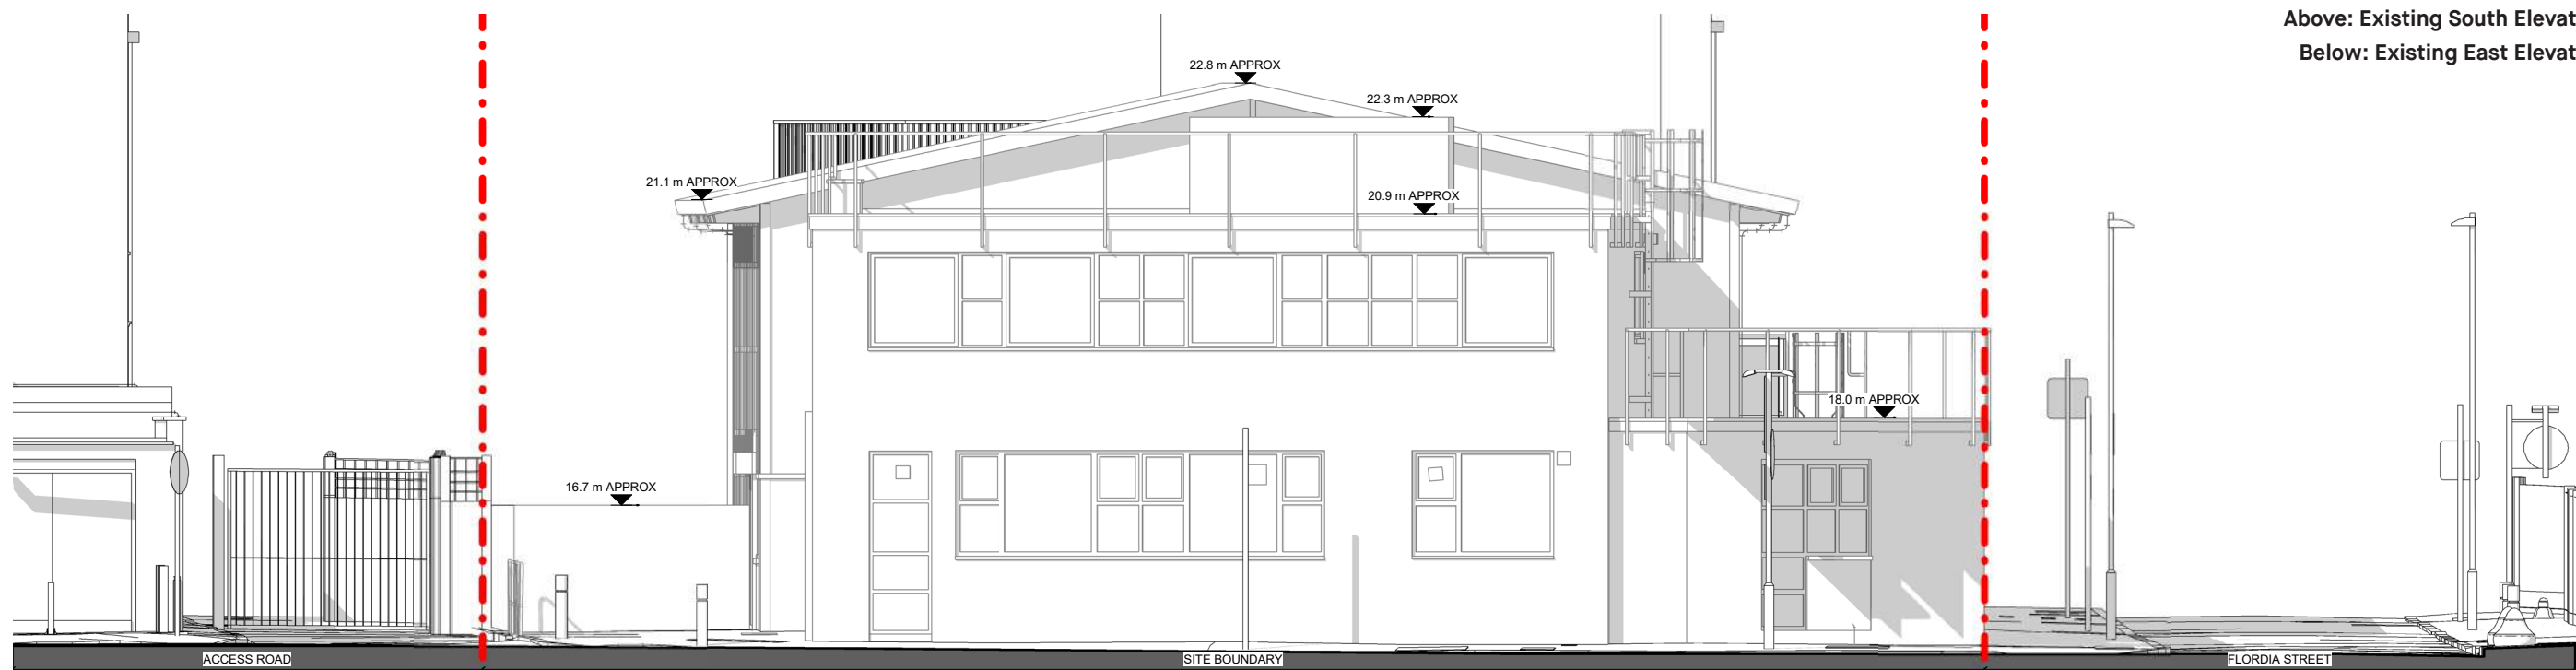 Above: Existing South Elevat
Below: Existing East Elevat
22.8 m APPROX
22.3 m APPROX
21.1 m APPROX
20.9 m APPROX
18.0 m APPROX
16.7 m APPROX
ACCESS ROAD
SITE BOUNDARY
FLORDIA STREET